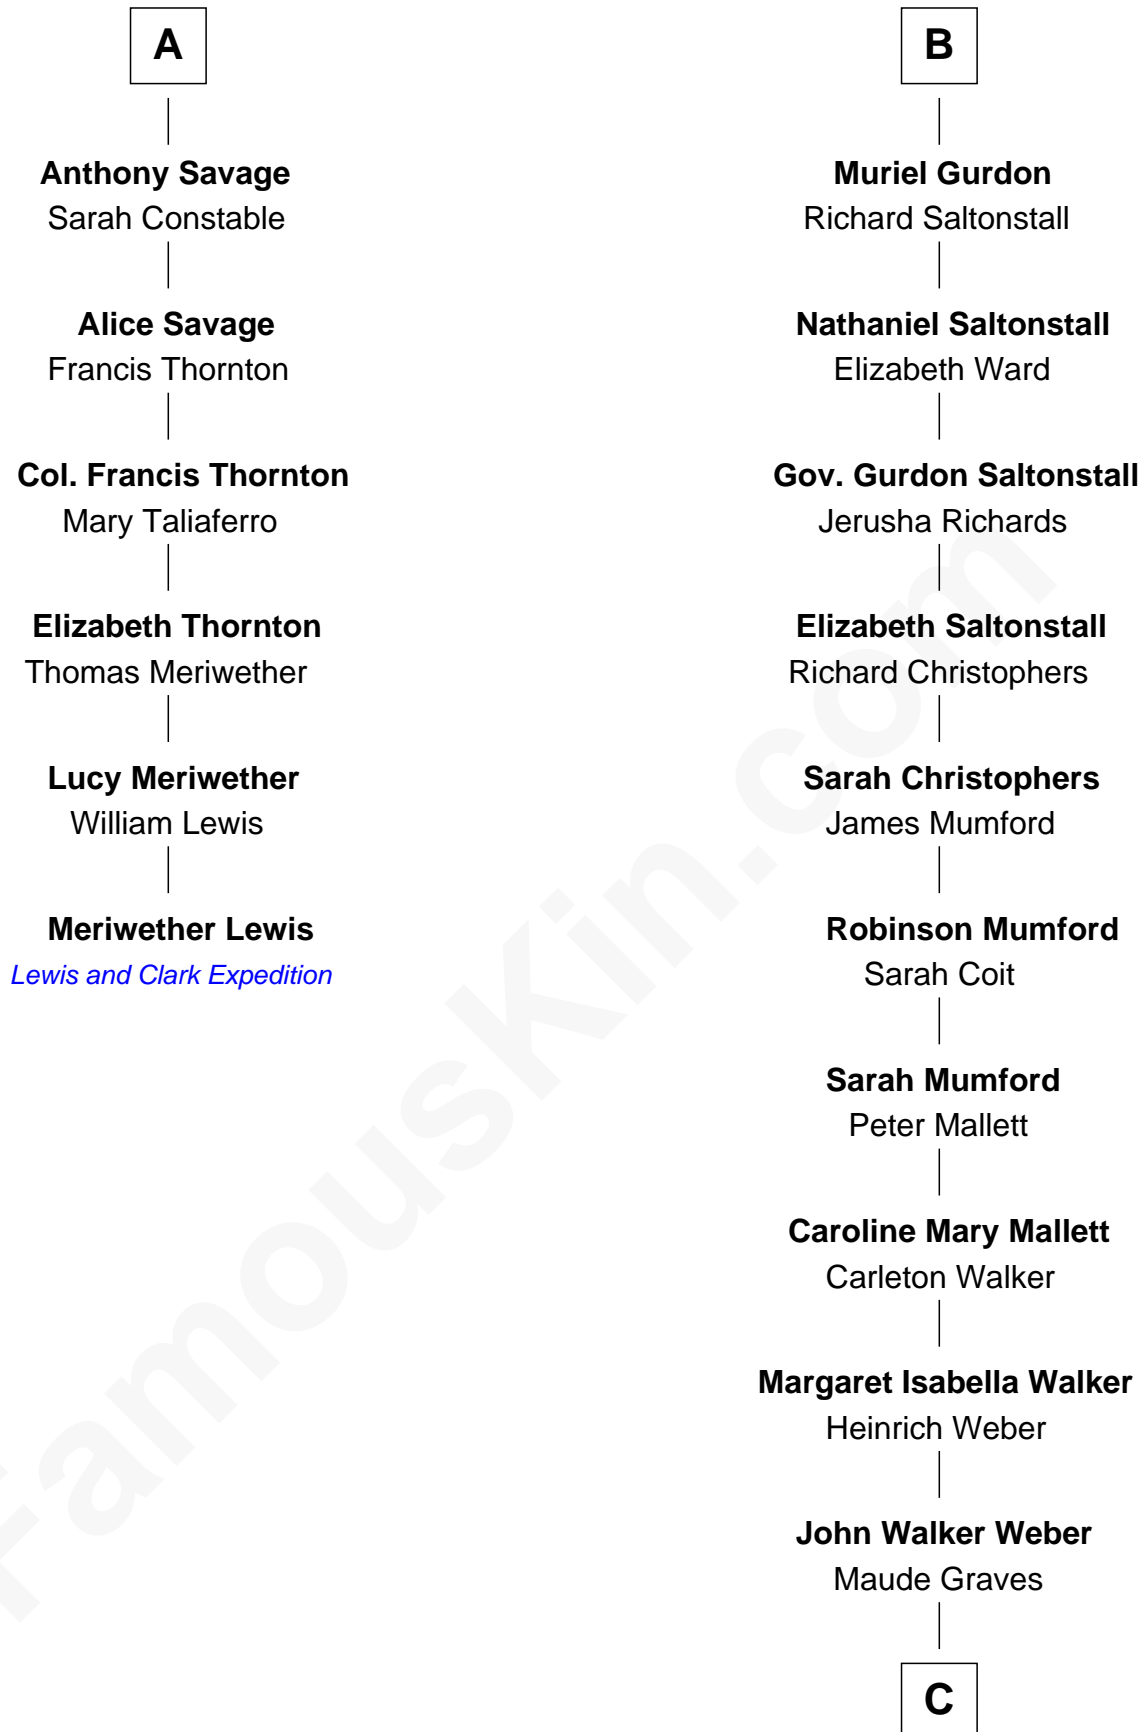 A
Anthony Savage
Sarah Constable
Alice Savage
Francis Thornton
Col. Francis Thornton
Mary Taliaferro
Elizabeth Thornton
Thomas Meriwether
Lucy Meriwether
William Lewis
Meriwether Lewis
Lewis and Clark Expedition
B
Muriel Gurdon
Richard Saltonstall
Nathaniel Saltonstall
Elizabeth Ward
Gov. Gurdon Saltonstall
Jerusha Richards
Elizabeth Saltonstall
Richard Christophers
Sarah Christophers
James Mumford
Robinson Mumford
Sarah Coit
Sarah Mumford
Peter Mallett
Caroline Mary Mallett
Carleton Walker
Margaret Isabella Walker
Heinrich Weber
John Walker Weber
Maude Graves
C
FamousKin.com